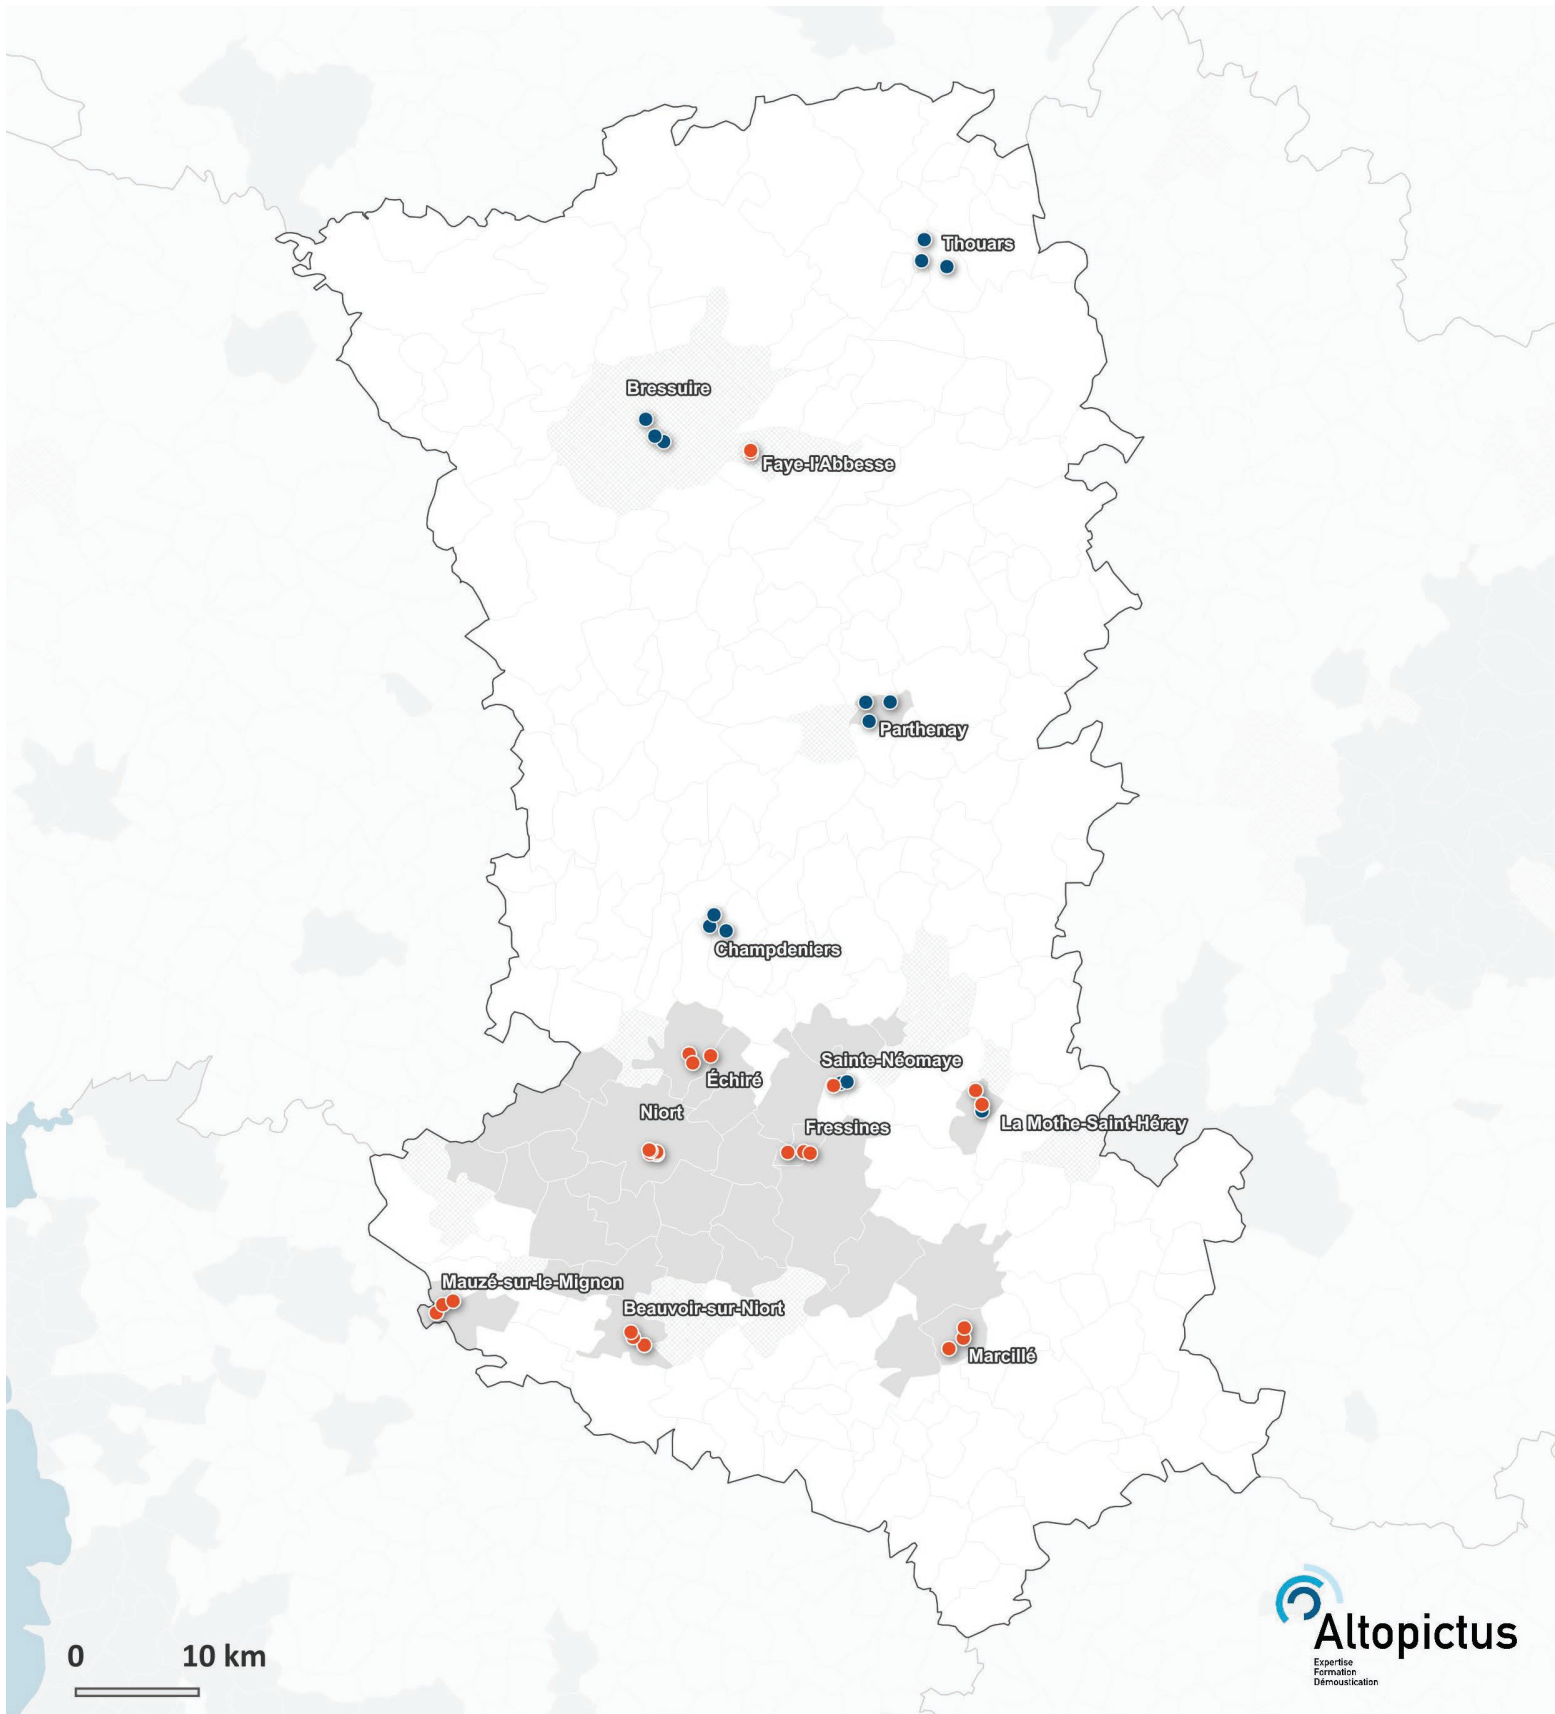 Thouars
Bressuire
Faye-l'Abbesse
Parthenay
Champdeniers
Sainte-Néomaye
Échiré
Niort
Fressines
La Mothe-Saint-Héray
Mauzé-sur-le-Mignon
Beauvoir-sur-Niort
Marcillé
0 10 km
Altopictus
Expertise
Formation
Démoustication